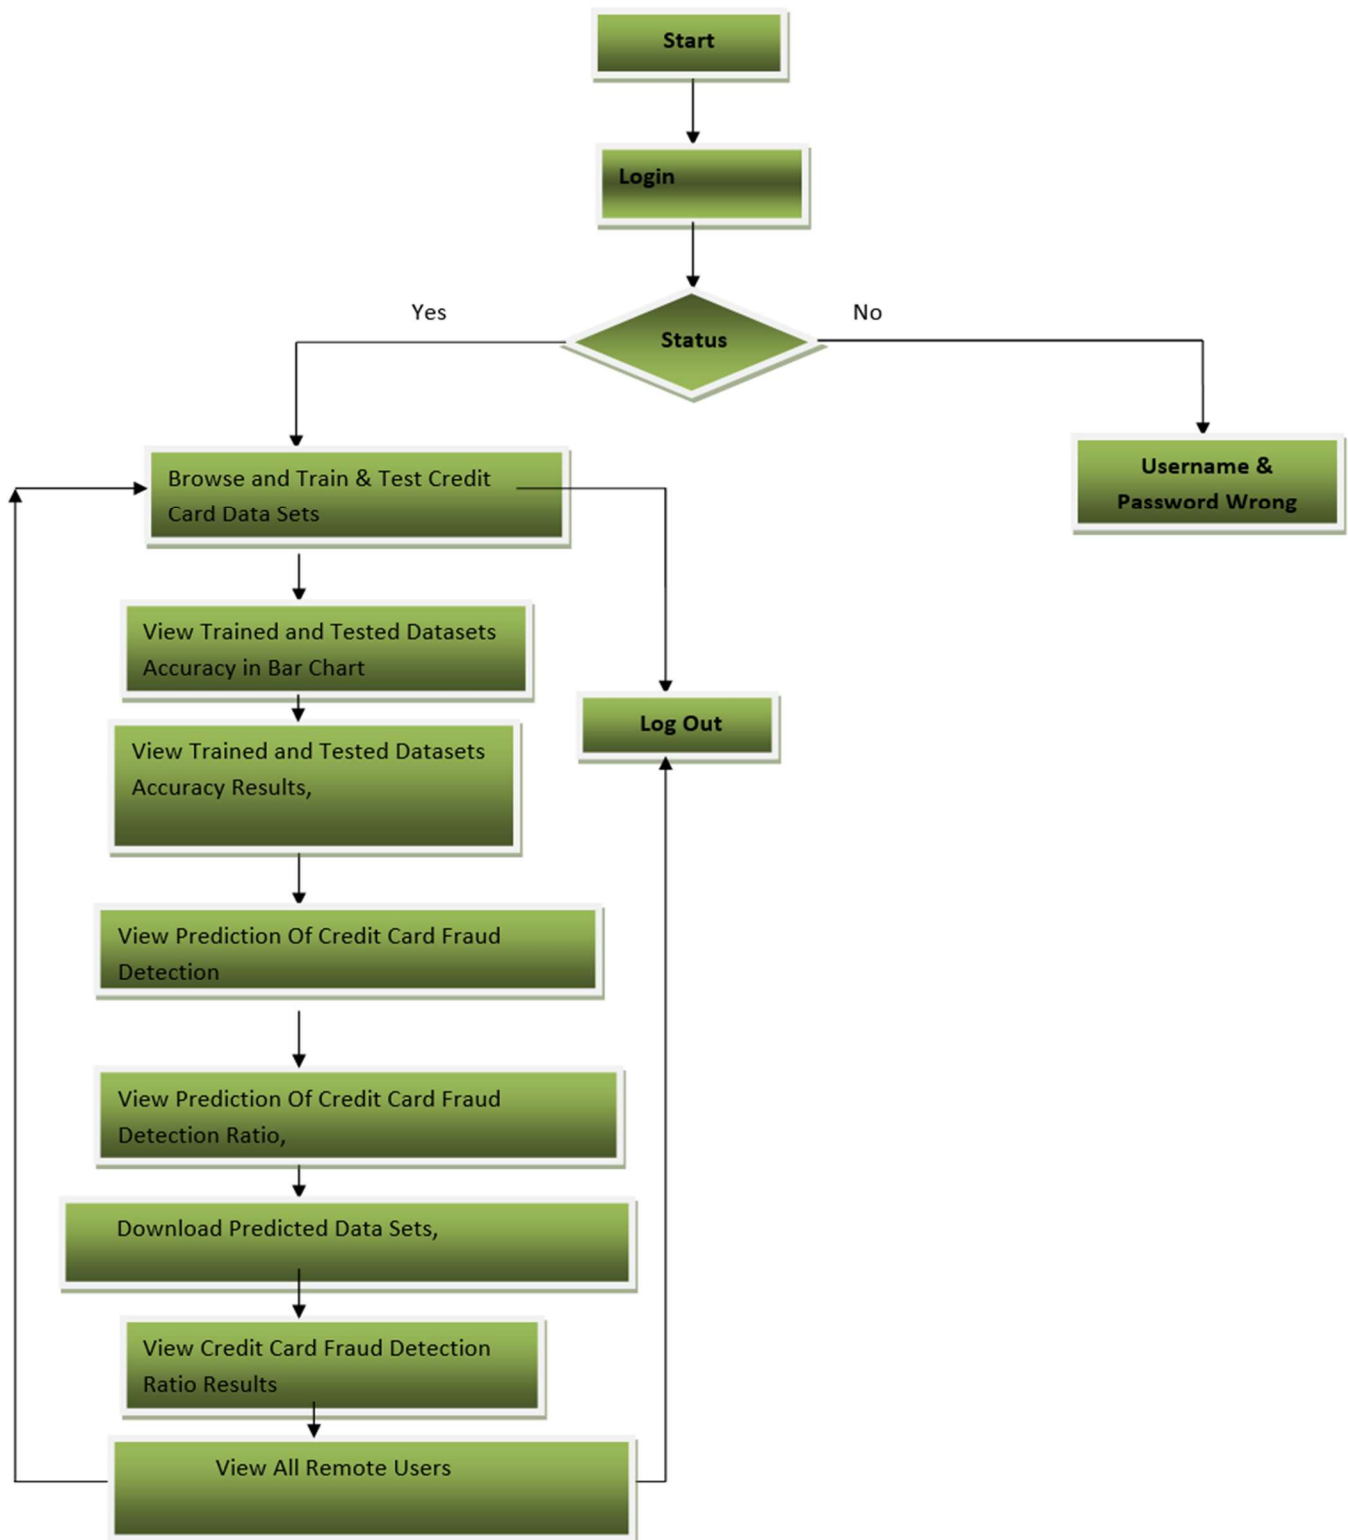 Start
Login
Yes
No
Status
Browse and Train & Test Credit
Card Data Sets
Username &
Password Wrong
View Trained and Tested Datasets
Accuracy in Bar Chart
Log Out
View Trained and Tested Datasets
Accuracy Results,
View Prediction Of Credit Card Fraud
Detection
View Prediction Of Credit Card Fraud
Detection Ratio,
Download Predicted Data Sets,
View Credit Card Fraud Detection
Ratio Results
View All Remote Users